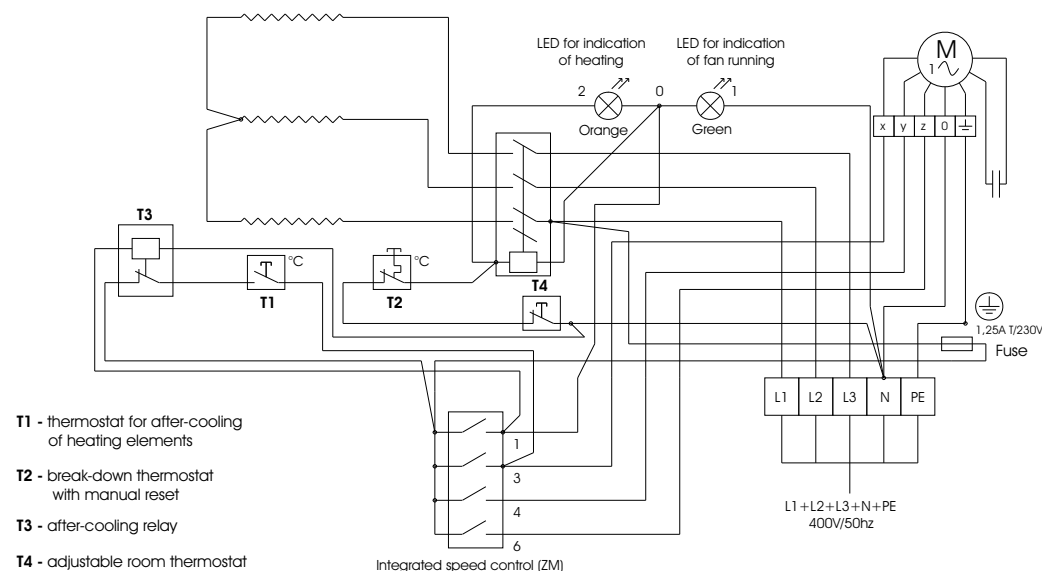 LED for indication
of heating
LED for indication
of fan running
2
0
1
Orange
Green
M
1
x y z 0
T3
°C
T1
°C
T2
T4
1,25A T/230V
Fuse
L1 L2 L3 N PE
L1+L2+L3+N+PE
400V/50hz
1
3
4
6
Integrated speed control (ZM)
T1 - thermostat for after-cooling
of heating elements
T2 - break-down thermostat
with manual reset
T3 - after-cooling relay
T4 - adjustable room thermostat